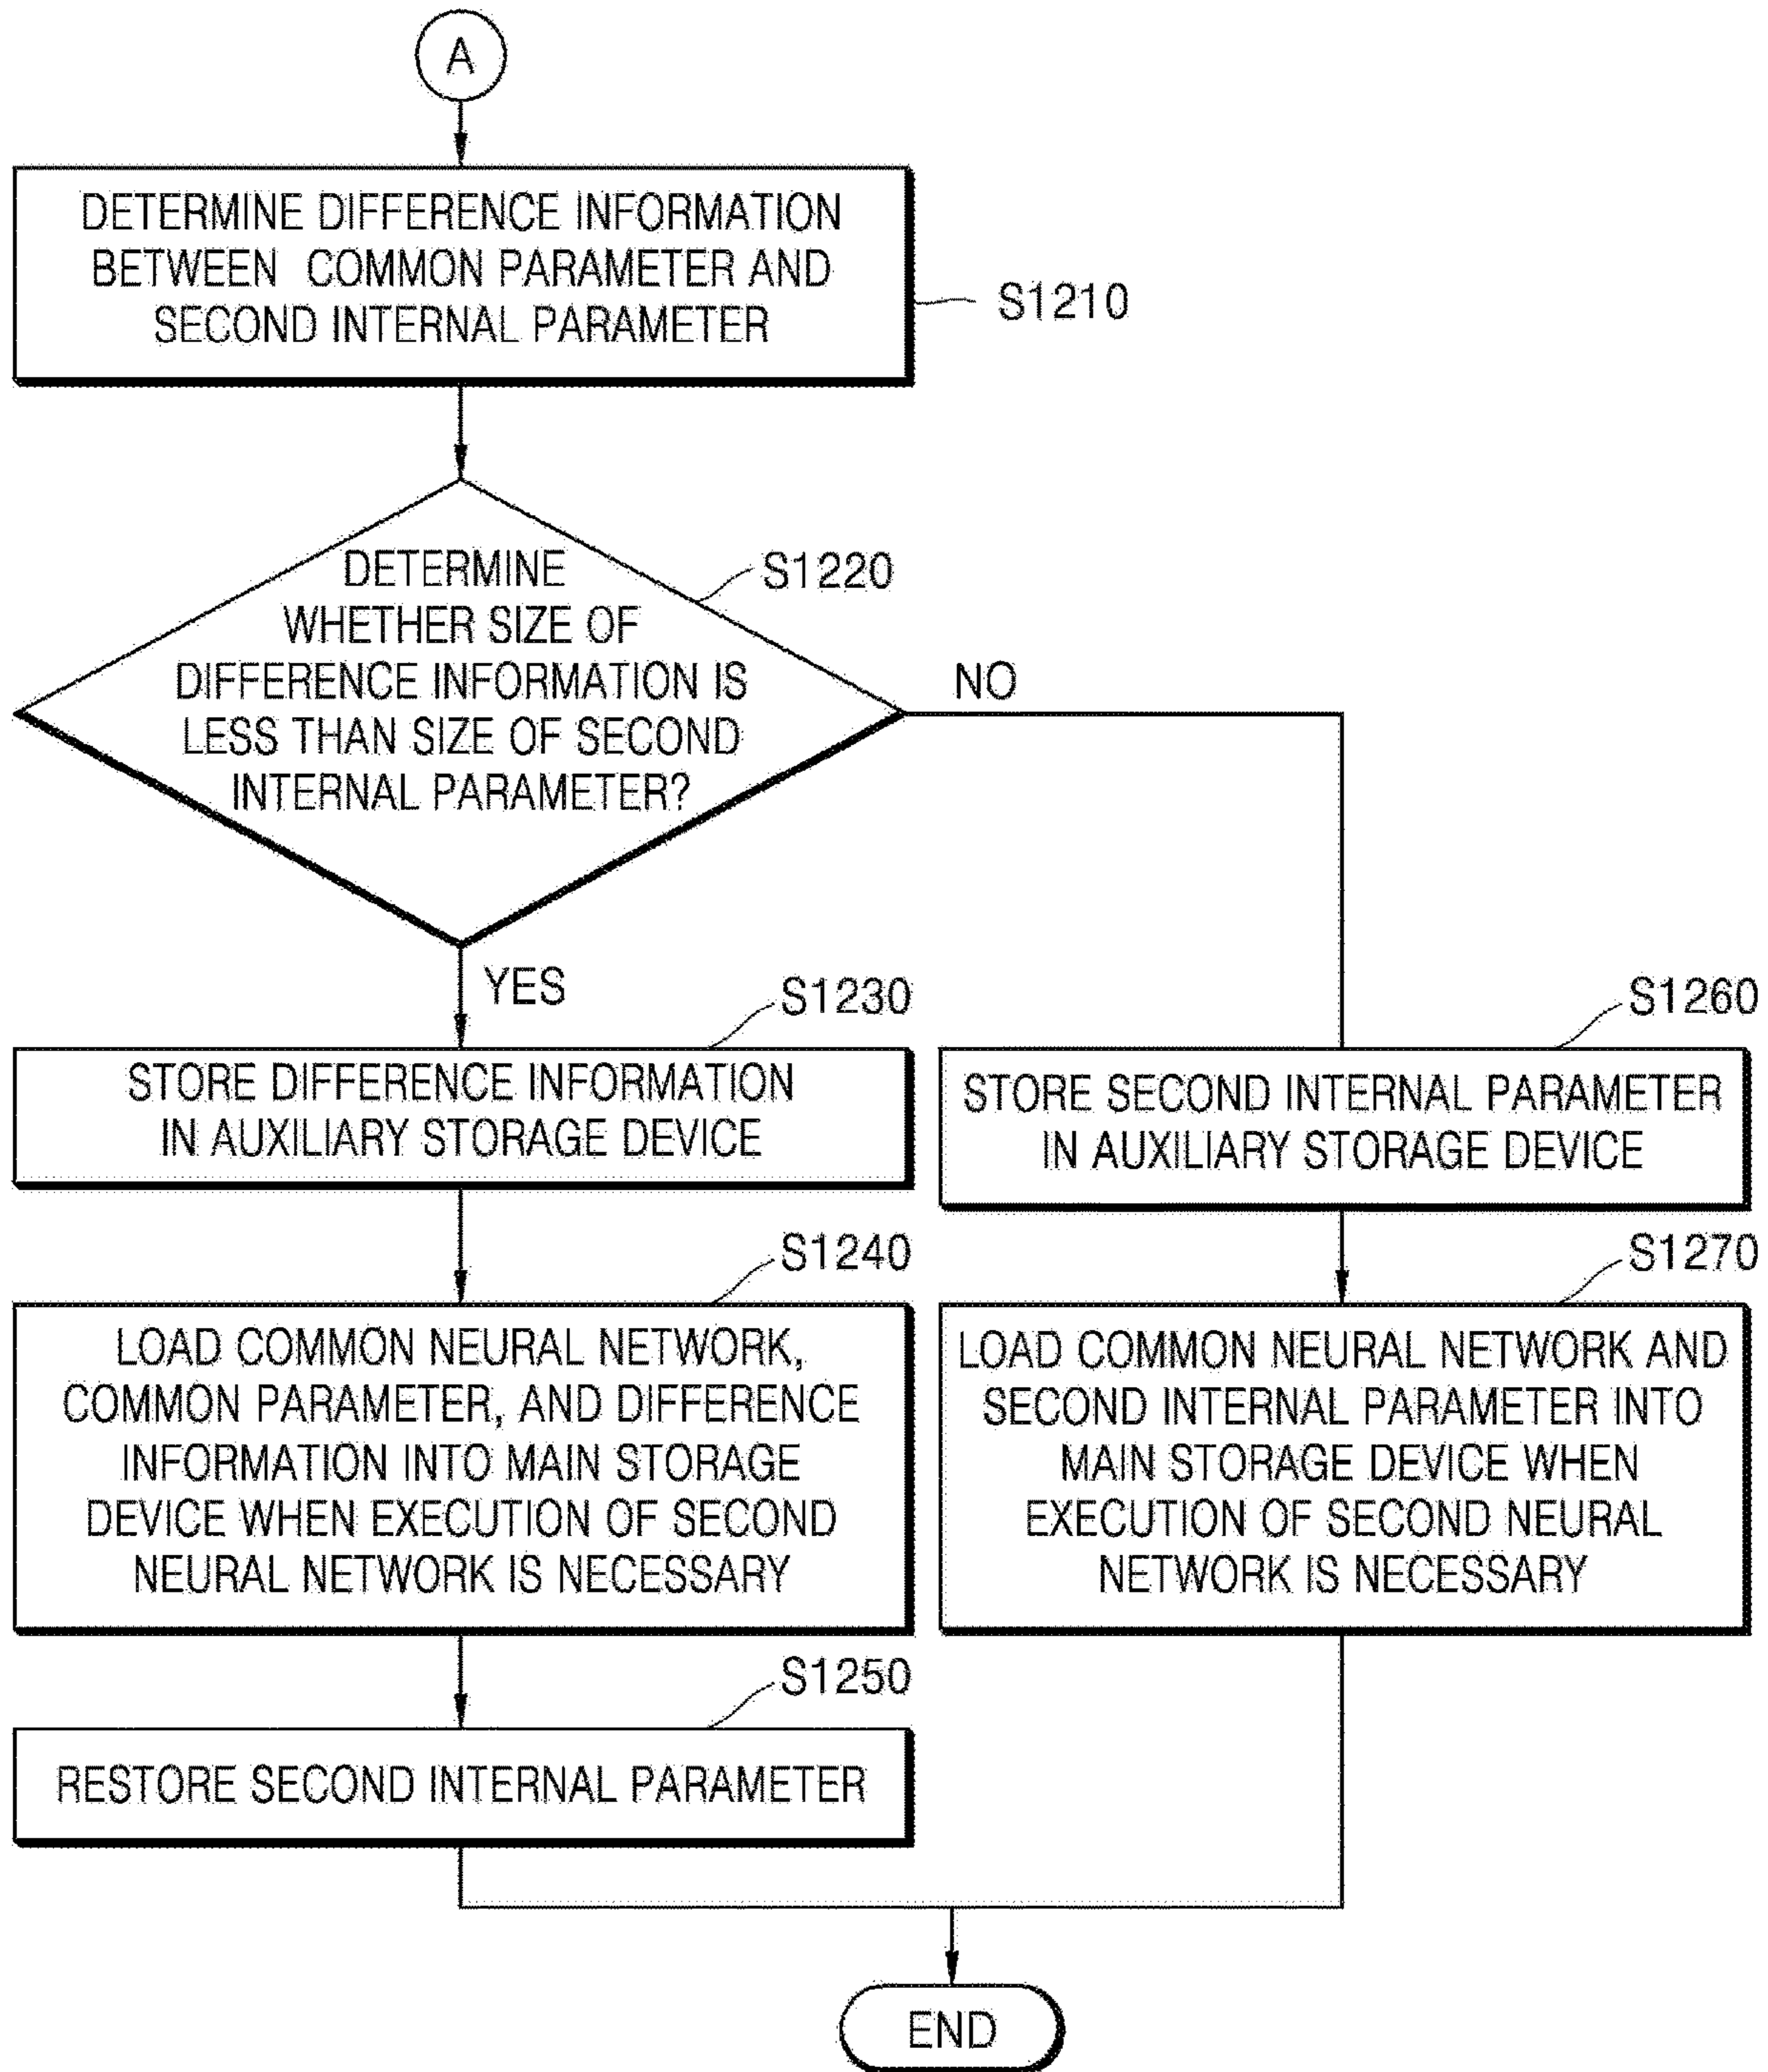 A
DETERMINE DIFFERENCE INFORMATION
BETWEEN COMMON PARAMETER AND
SECOND INTERNAL PARAMETER
S1210
DETERMINE
WHETHER SIZE OF
DIFFERENCE INFORMATION IS
LESS THAN SIZE OF SECOND
INTERNAL PARAMETER?
S1220
NO
YES
S1230
STORE DIFFERENCE INFORMATION
IN AUXILIARY STORAGE DEVICE
S1260
STORE SECOND INTERNAL PARAMETER
IN AUXILIARY STORAGE DEVICE
S1240
LOAD COMMON NEURAL NETWORK,
COMMON PARAMETER, AND DIFFERENCE
INFORMATION INTO MAIN STORAGE
DEVICE WHEN EXECUTION OF SECOND
NEURAL NETWORK IS NECESSARY
S1270
LOAD COMMON NEURAL NETWORK AND
SECOND INTERNAL PARAMETER INTO
MAIN STORAGE DEVICE WHEN
EXECUTION OF SECOND NEURAL
NETWORK IS NECESSARY
S1250
RESTORE SECOND INTERNAL PARAMETER
END